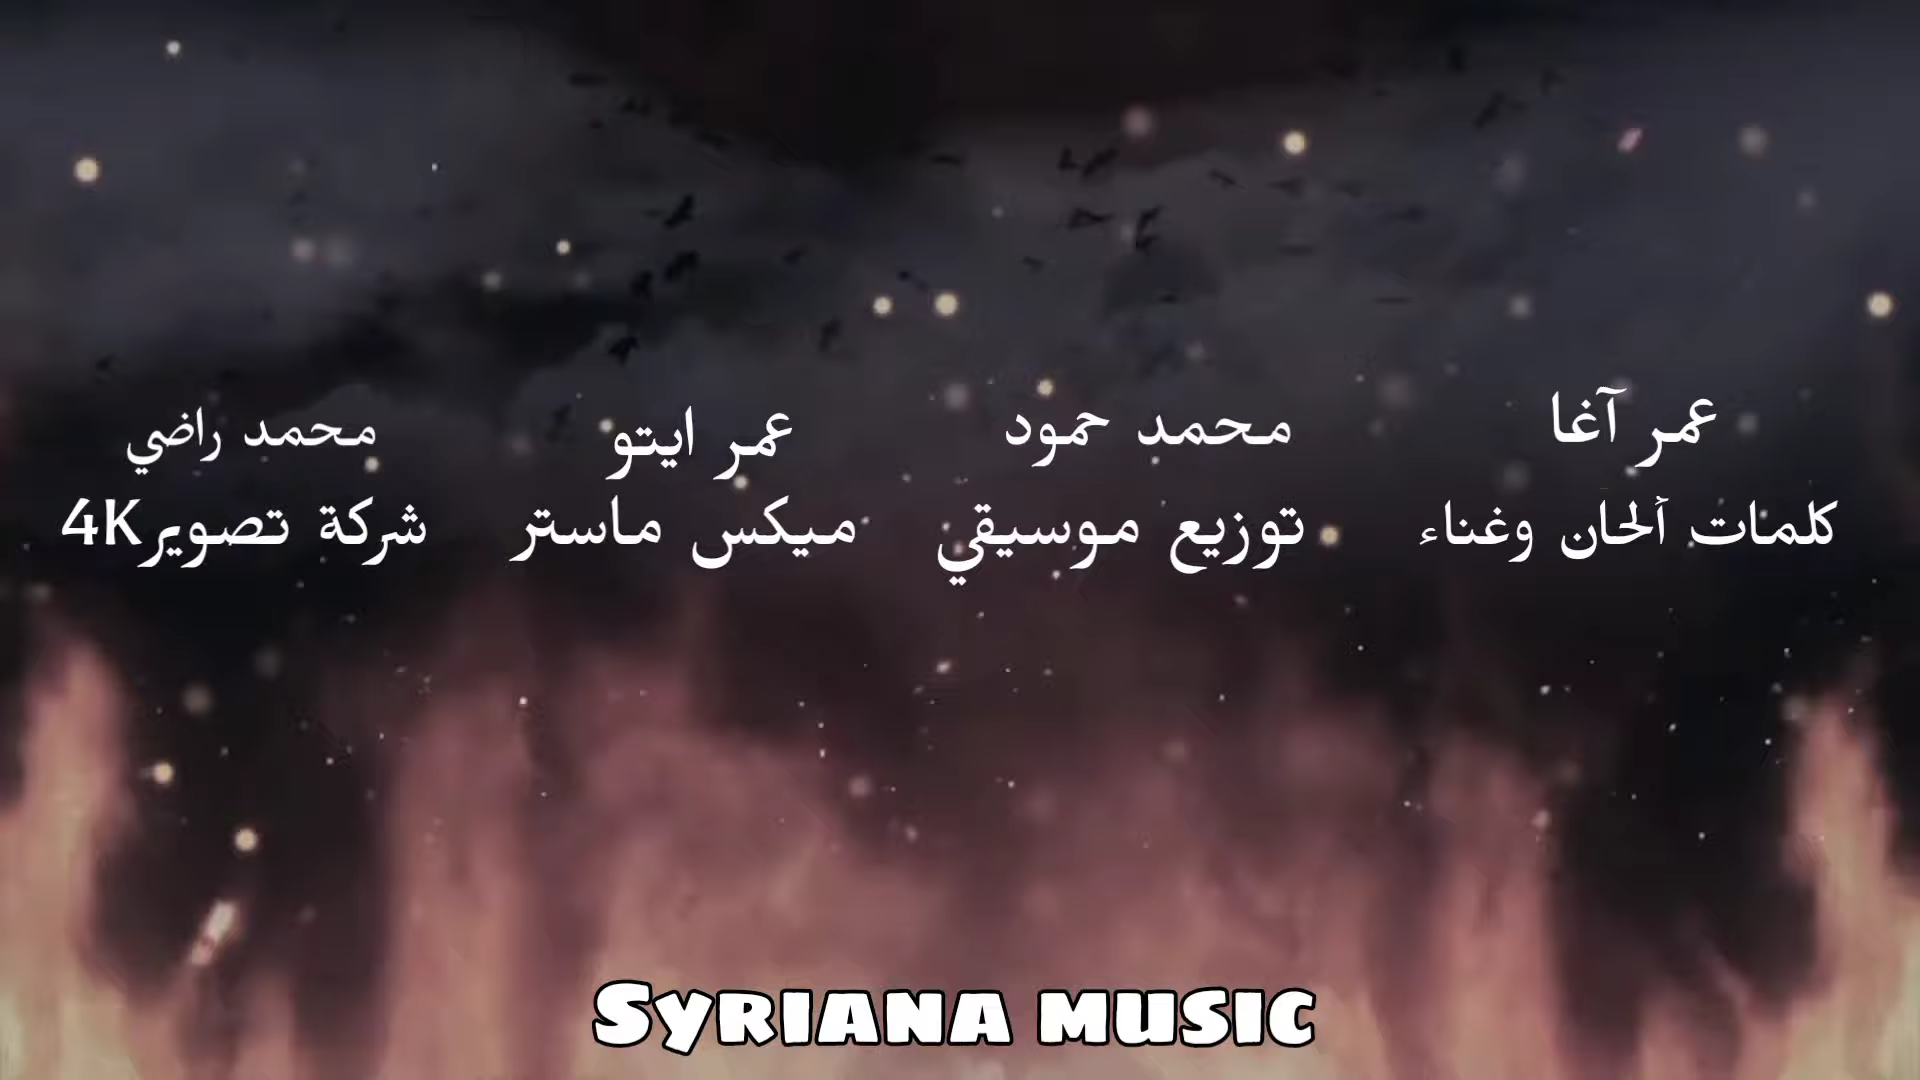 عمر آغا
كلمات ألحان وغناء
محمد حمود
توزيع موسيقي
عمر ايتو
ميكس ماستر
محمد راضي
شركة تصوير4K
Syriana music